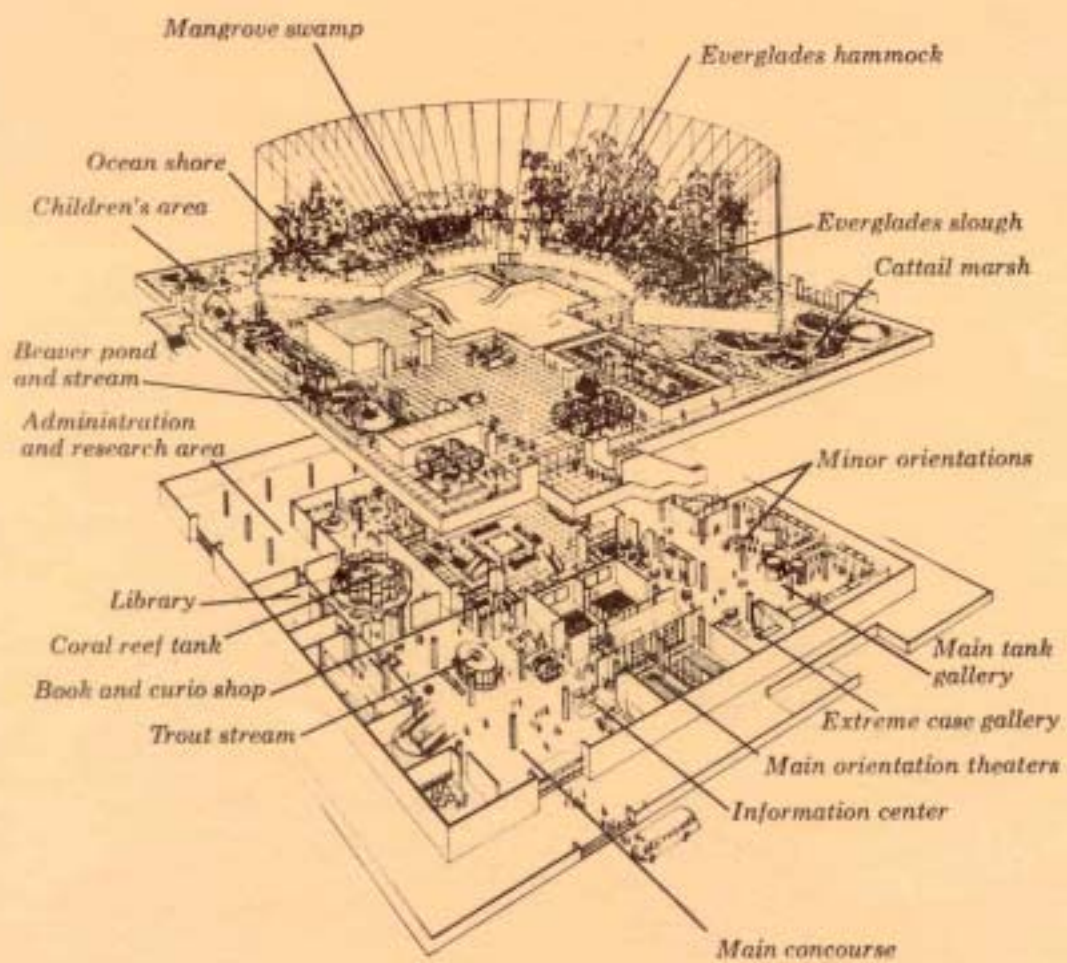 Mangrove swamp
Everglades hammock
Ocean shore
Children's area
Everglades slough
Cattail marsh
Beaver pond
and stream
Administration
and research area
Minor orientations
Library
Coral reef tank
Book and curio shop
Trout stream
Main tank
gallery
Extreme case gallery
Main orientation theaters
Information center
Main concourse